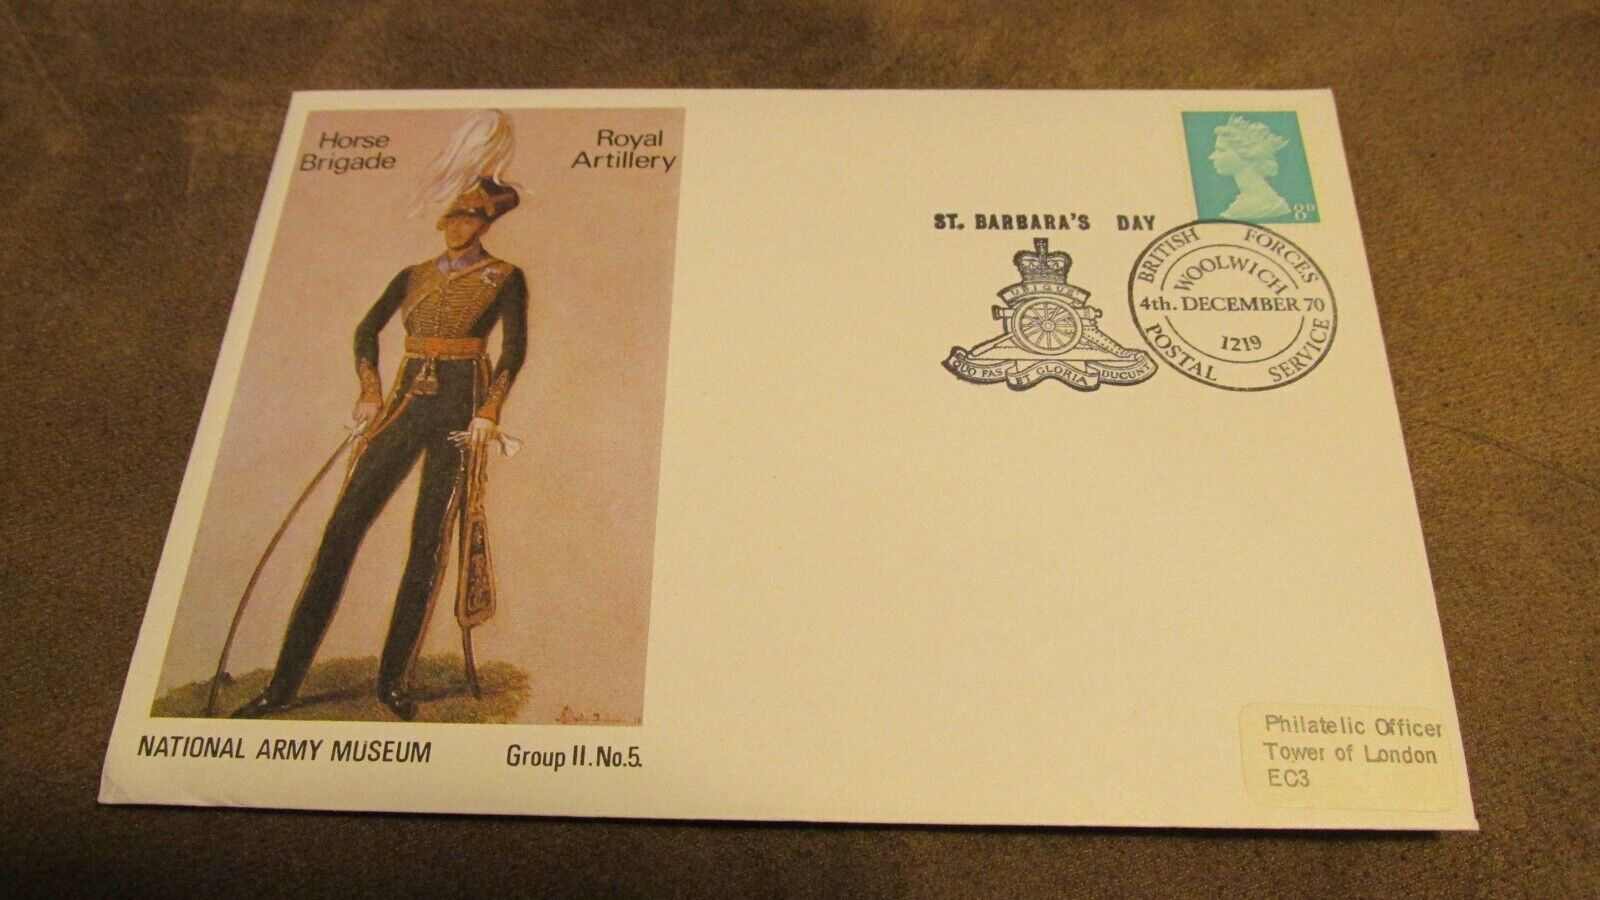 Horse
Brigade
Royal
Artillery
NATIONAL ARMY MUSEUM
Group II. No.5.
8D
ST. BARBARA'S DAY
UBIQUE
QUO FAS ET GLORIA DUCUNT
BRITISH FORCES
WOOLWICH
4th. DECEMBER 70
1219
POSTAL SERVICE
Philatelic Officer
Tower of London
EC3